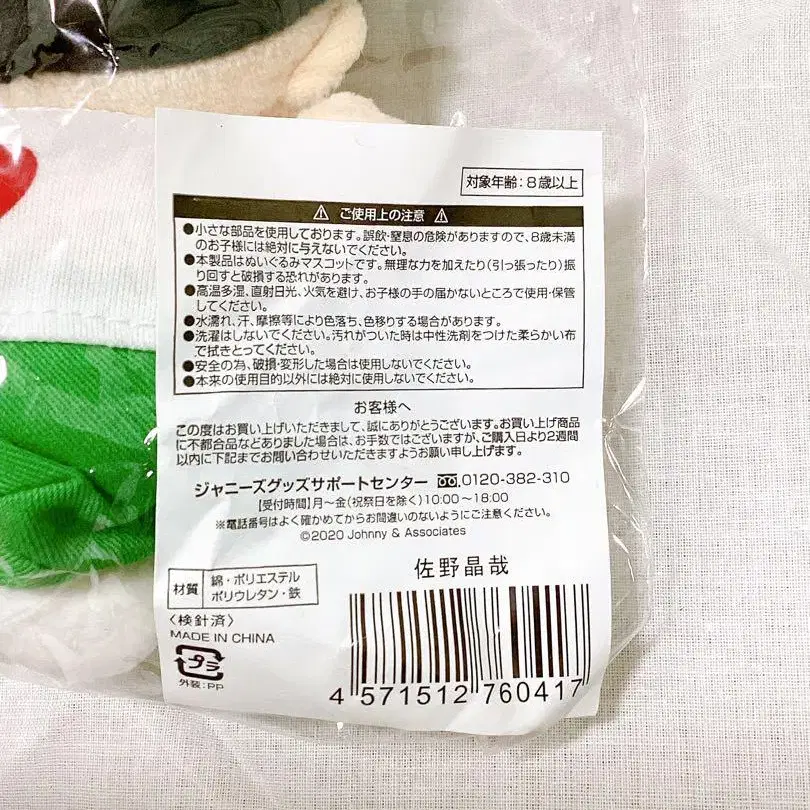 対象年齢:8歳以上
⚠ ご使用上の注意 ⚠
●小さな部品を使用しております。誤飲・窒息の危険がありますので、8歳未満
のお子様には絶対に与えないでください。
●本製品はぬいぐるみマスコットです。無理な力を加えたり(引っ張ったり)振
り回すと破損する恐れがあります。
●高温多湿、直射日光、火気を避け、お子様の手の届かないところで使用・保管
してください。
●水濡れ、汗、摩擦等により色落ち、色移りする場合があります。
●洗濯はしないでください。汚れがついた時は中性洗剤をつけた柔らかい布
で拭きとってください。
●安全の為、破損・変形した場合は使用しないでください。
●本来の使用目的以外には絶対に使用しないでください。
お客様へ
この度はお買い上げいただきまして、誠にありがとうございます。お買い上げ商品
に不都合品などありました場合は、お手数ではございますが、ご購入日より2週間
以内に下記までお問い合わせいただきますようお願い申し上げます。
ジャニーズグッズサポートセンター 0120-382-310
【受付時間】月〜金(祝祭日を除く)10:00〜18:00
※電話番号はよく確かめてからお間違いのないようにご注意ください。
©2020 Johnny & Associates
佐野晶哉
材質 綿・ポリエステル
ポリウレタン・鉄
〈検針済〉
MADE IN CHINA
プラ
外装:PP
4 571512 760417